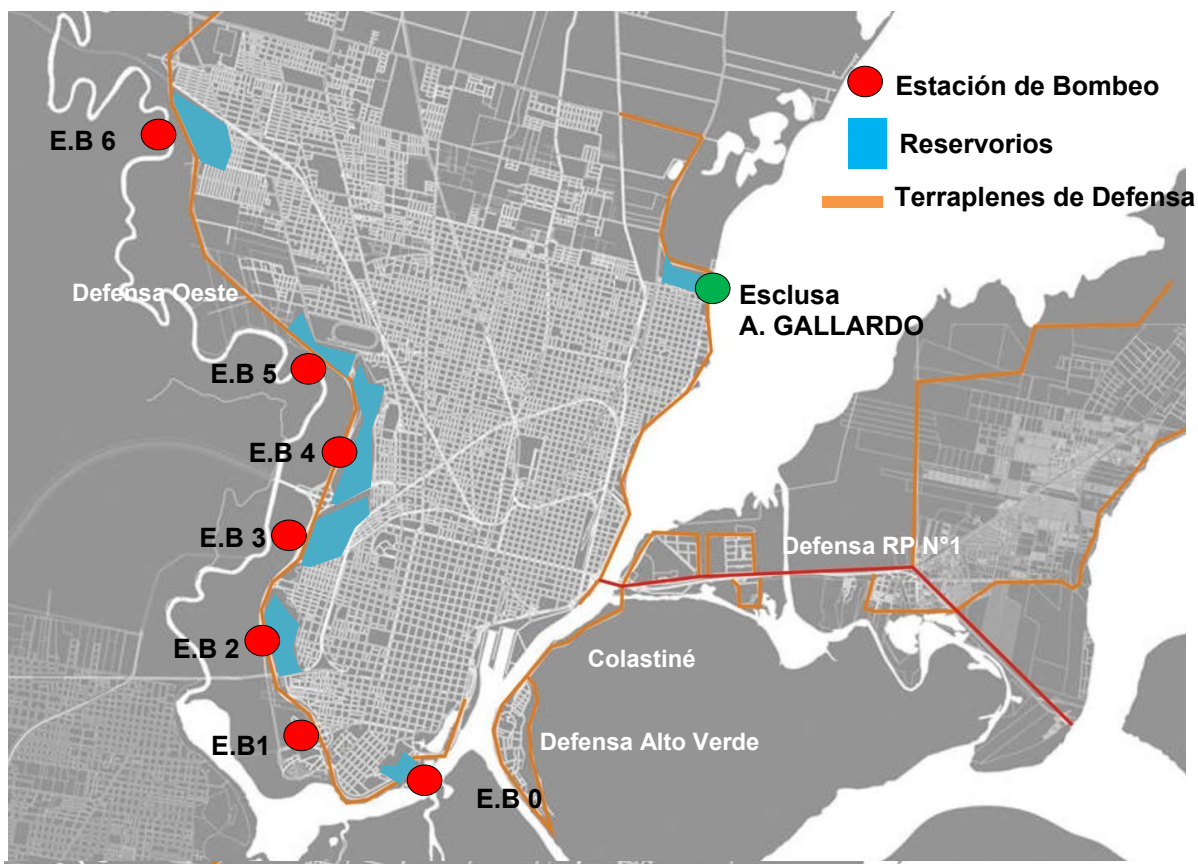 Estación de Bombeo
E.B 6
Reservorios
Terraplenes de Defensa
Defensa Oeste
Esclusa
A. GALLARDO
E.B 5
E.B 4
E.B 3
Defensa RP N°1
E.B 2
Colastiné
E.B1
Defensa Alto Verde
E.B 0